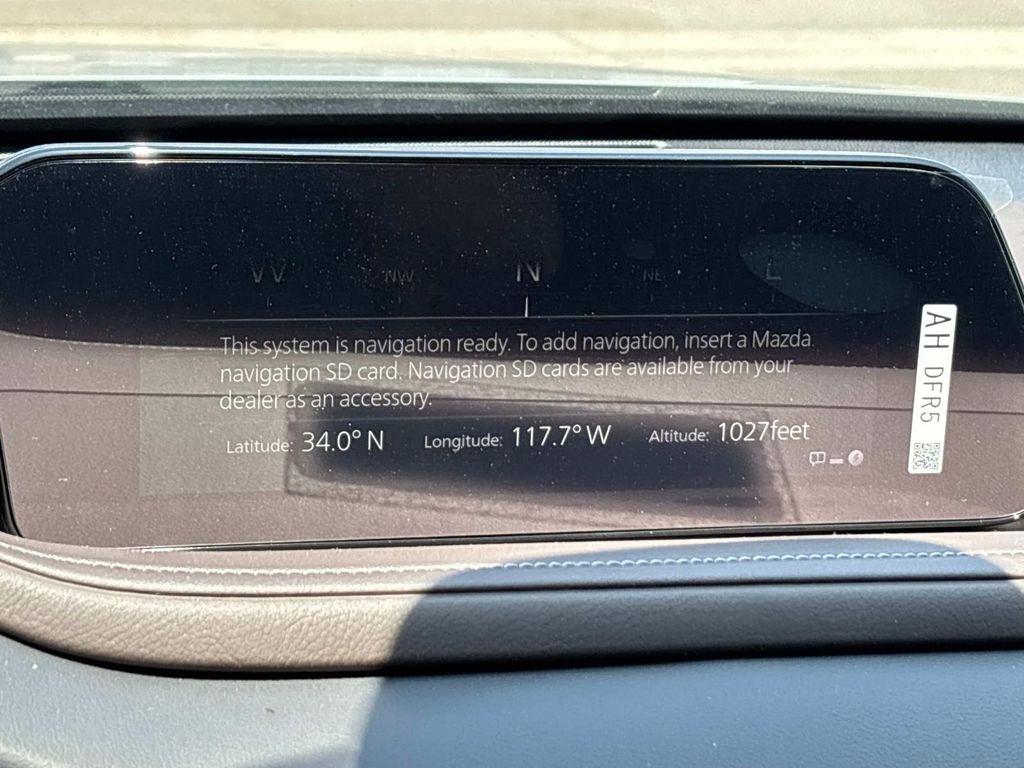 W NW N NE E
This system is navigation ready. To add navigation, insert a Mazda
navigation SD card. Navigation SD cards are available from your
dealer as an accessory.
Latitude: 34.0° N Longitude: 117.7° W Altitude: 1027feet
AH DFR5